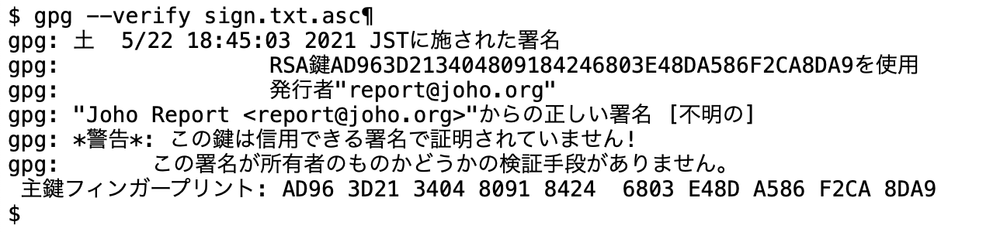 $ gpg --verify sign.txt.asc¶
gpg: 土  5/22 18:45:03 2021 JSTに施された署名
gpg:                RSA鍵AD963D213404809184246803E48DA586F2CA8DA9を使用
gpg:                発行者"report@joho.org"
gpg: "Joho Report <report@joho.org>"からの正しい署名 [不明の]
gpg: *警告*: この鍵は信用できる署名で証明されていません!
gpg:       この署名が所有者のものかどうかの検証手段がありません。
 主鍵フィンガープリント: AD96 3D21 3404 8091 8424  6803 E48D A586 F2CA 8DA9
$